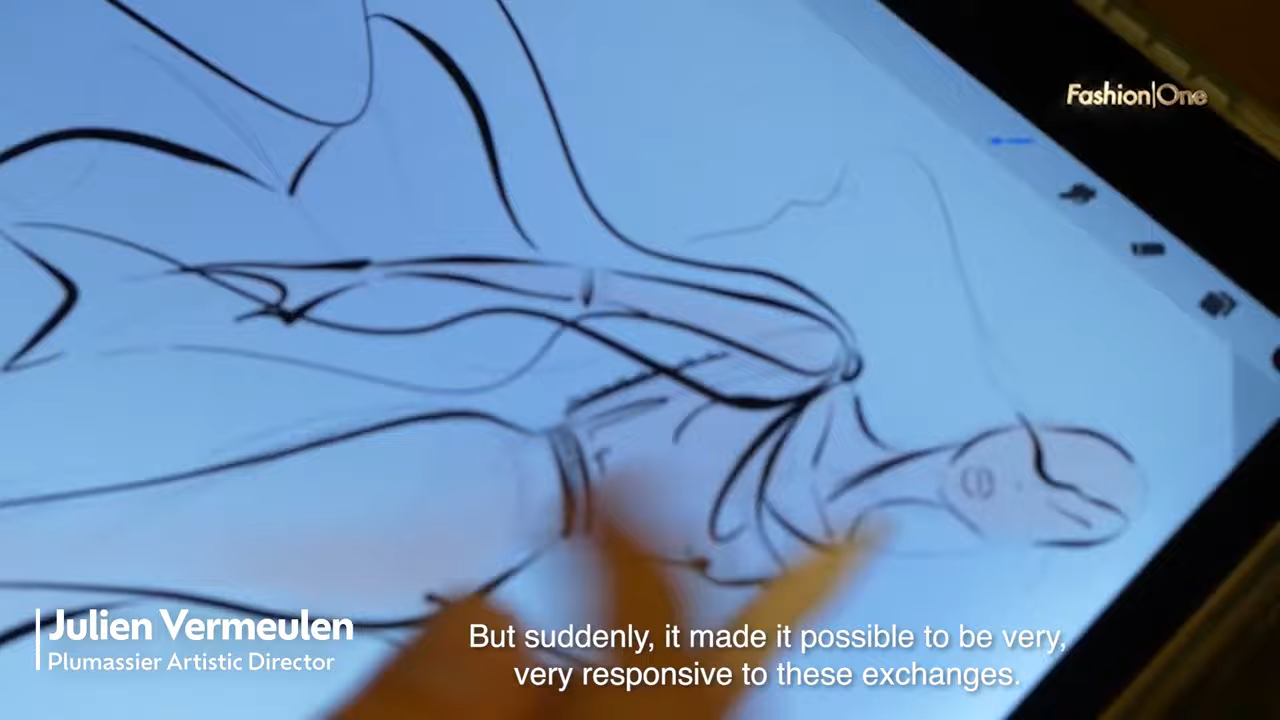 Fashion|One
Julien Vermeulen
Plumassier Artistic Director
But suddenly, it made it possible to be very,
very responsive to these exchanges.